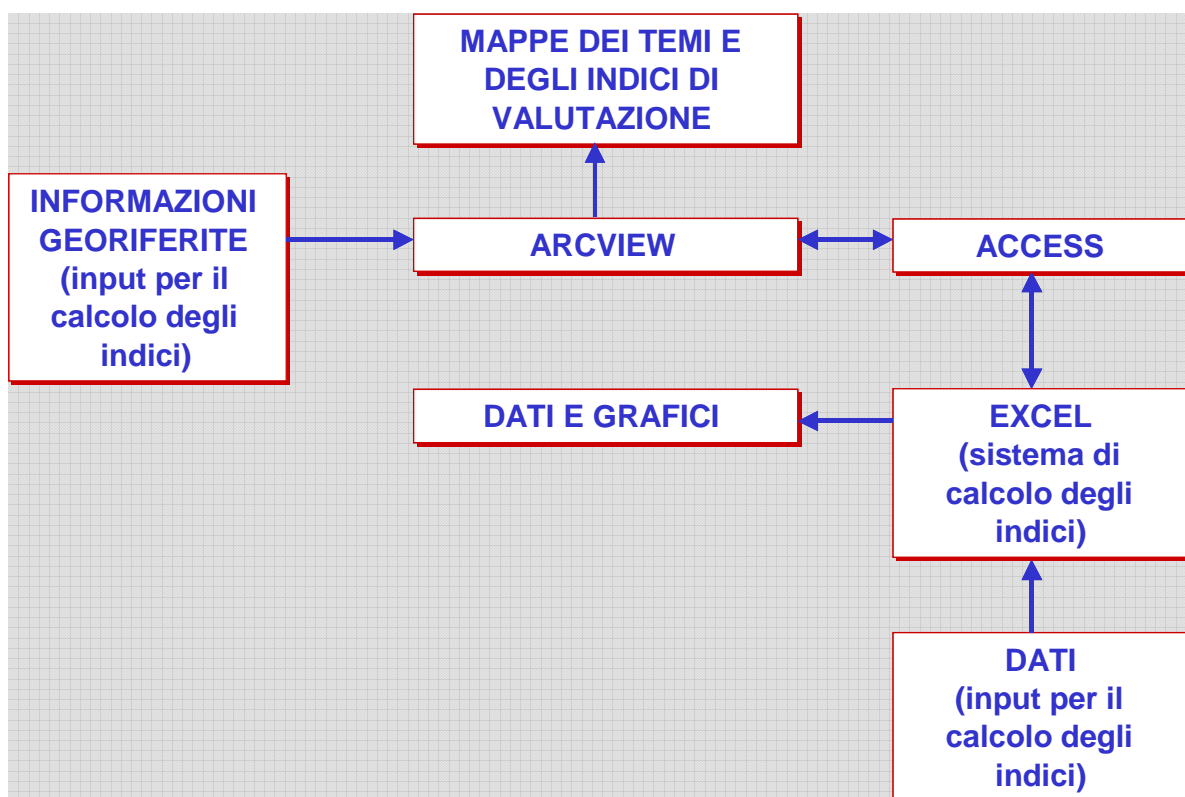 MAPPE DEI TEMI E
DEGLI INDICI DI
VALUTAZIONE
INFORMAZIONI
GEORIFERITE
(input per il
calcolo degli
indici)
ARCVIEW
ACCESS
DATI E GRAFICI
EXCEL
(sistema di
calcolo degli
indici)
DATI
(input per il
calcolo degli
indici)